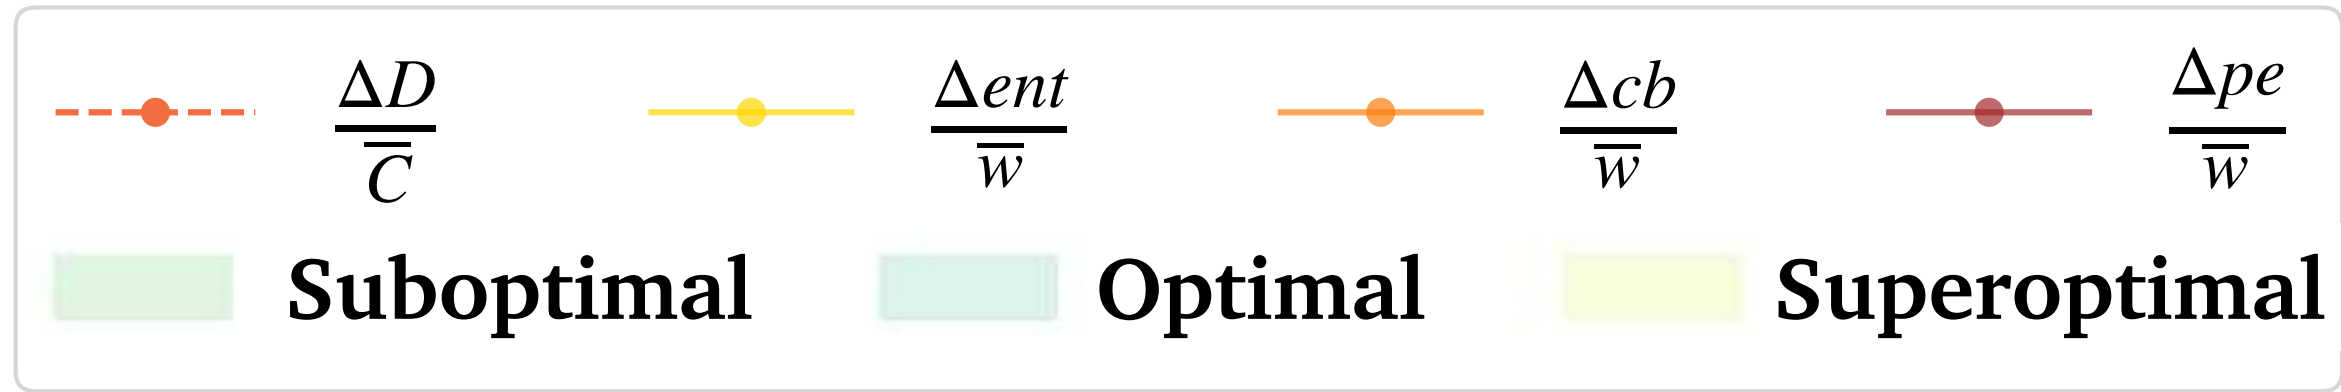 ΔD/C̅ Δent/w̅ Δcb/w̅ Δpe/w̅
Suboptimal Optimal Superoptimal